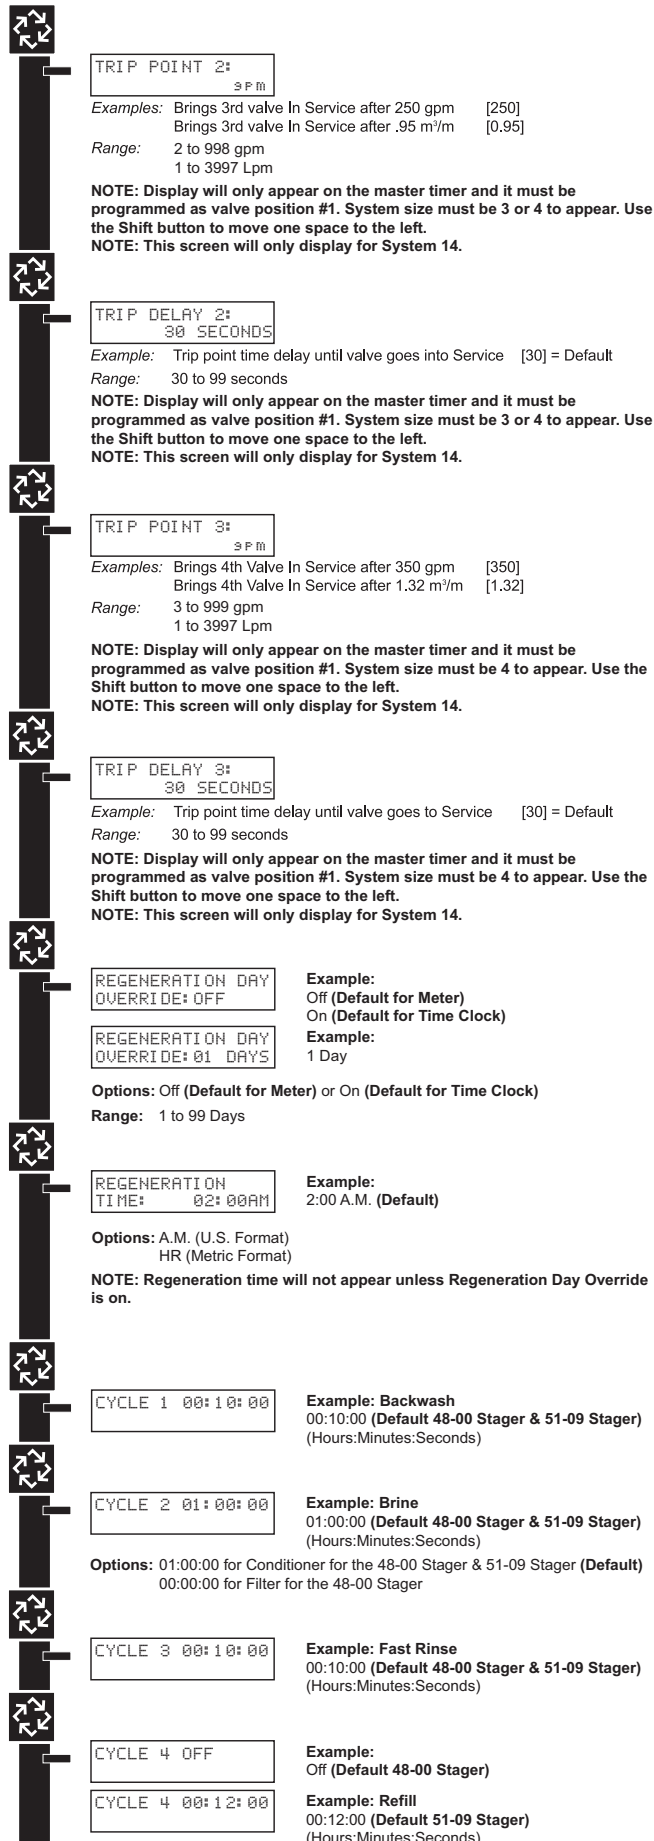 TRIP POINT 2:
gpm
Examples: Brings 3rd valve In Service after 250 gpm [250]
Brings 3rd valve In Service after .95 m³/m [0.95]
Range: 2 to 998 gpm
1 to 3997 Lpm
NOTE: Display will only appear on the master timer and it must be
programmed as valve position #1. System size must be 3 or 4 to appear. Use
the Shift button to move one space to the left.
NOTE: This screen will only display for System 14.
TRIP DELAY 2:
30 SECONDS
Example: Trip point time delay until valve goes into Service [30] = Default
Range: 30 to 99 seconds
NOTE: Display will only appear on the master timer and it must be
programmed as valve position #1. System size must be 3 or 4 to appear. Use
the Shift button to move one space to the left.
NOTE: This screen will only display for System 14.
TRIP POINT 3:
gpm
Examples: Brings 4th Valve In Service after 350 gpm [350]
Brings 4th Valve In Service after 1.32 m³/m [1.32]
Range: 3 to 999 gpm
1 to 3997 Lpm
NOTE: Display will only appear on the master timer and it must be
programmed as valve position #1. System size must be 4 to appear. Use the
Shift button to move one space to the left.
NOTE: This screen will only display for System 14.
TRIP DELAY 3:
30 SECONDS
Example: Trip point time delay until valve goes to Service [30] = Default
Range: 30 to 99 seconds
NOTE: Display will only appear on the master timer and it must be
programmed as valve position #1. System size must be 4 to appear. Use the
Shift button to move one space to the left.
NOTE: This screen will only display for System 14.
REGENERATION DAY
OVERRIDE:OFF
Example:
Off (Default for Meter)
On (Default for Time Clock)
REGENERATION DAY
OVERRIDE:01 DAYS
Example:
1 Day
Options: Off (Default for Meter) or On (Default for Time Clock)
Range: 1 to 99 Days
REGENERATION
TIME: 02:00AM
Example:
2:00 A.M. (Default)
Options: A.M. (U.S. Format)
HR (Metric Format)
NOTE: Regeneration time will not appear unless Regeneration Day Override
is on.
CYCLE 1 00:10:00
Example: Backwash
00:10:00 (Default 48-00 Stager & 51-09 Stager)
(Hours:Minutes:Seconds)
CYCLE 2 01:00:00
Example: Brine
01:00:00 (Default 48-00 Stager & 51-09 Stager)
(Hours:Minutes:Seconds)
Options: 01:00:00 for Conditioner for the 48-00 Stager & 51-09 Stager (Default)
00:00:00 for Filter for the 48-00 Stager
CYCLE 3 00:10:00
Example: Fast Rinse
00:10:00 (Default 48-00 Stager & 51-09 Stager)
(Hours:Minutes:Seconds)
CYCLE 4 OFF
Example:
Off (Default 48-00 Stager)
CYCLE 4 00:12:00
Example: Refill
00:12:00 (Default 51-09 Stager)
(Hours:Minutes:Seconds)